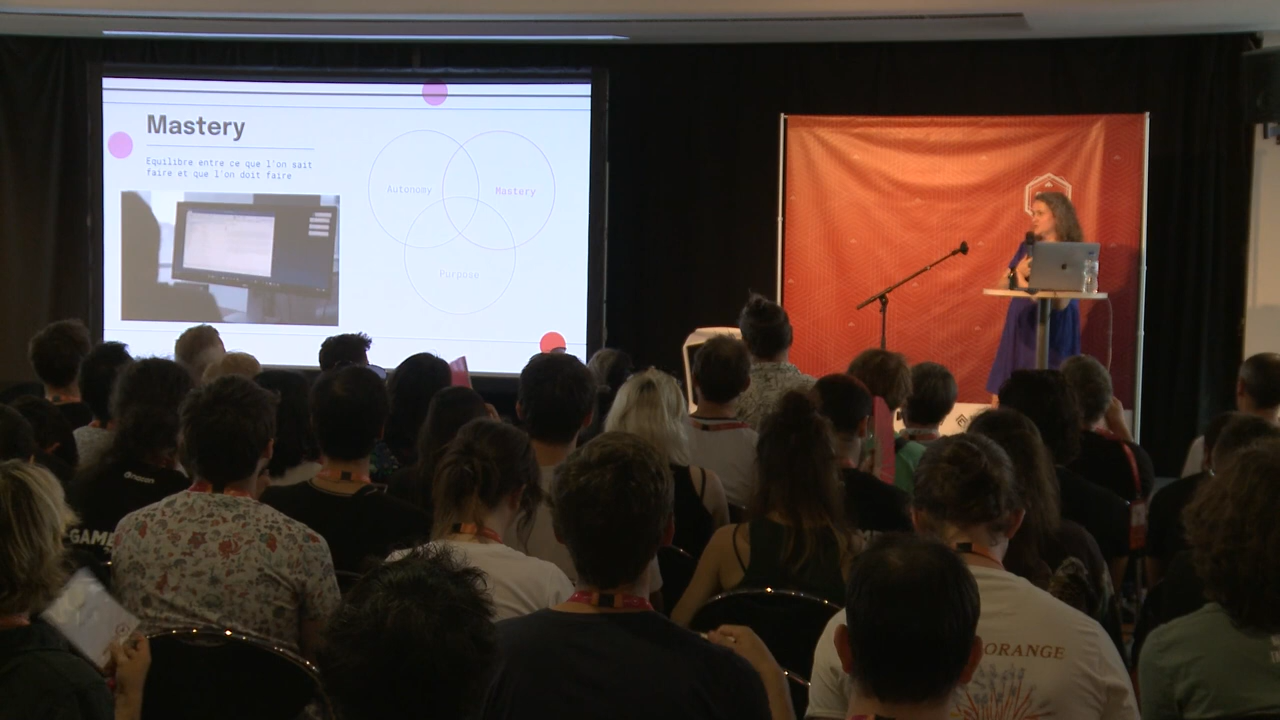 Mastery
Equilibre entre ce que l'on sait
faire et que l'on doit faire
Autonomy
Mastery
Purpose
GAME
ORANGE